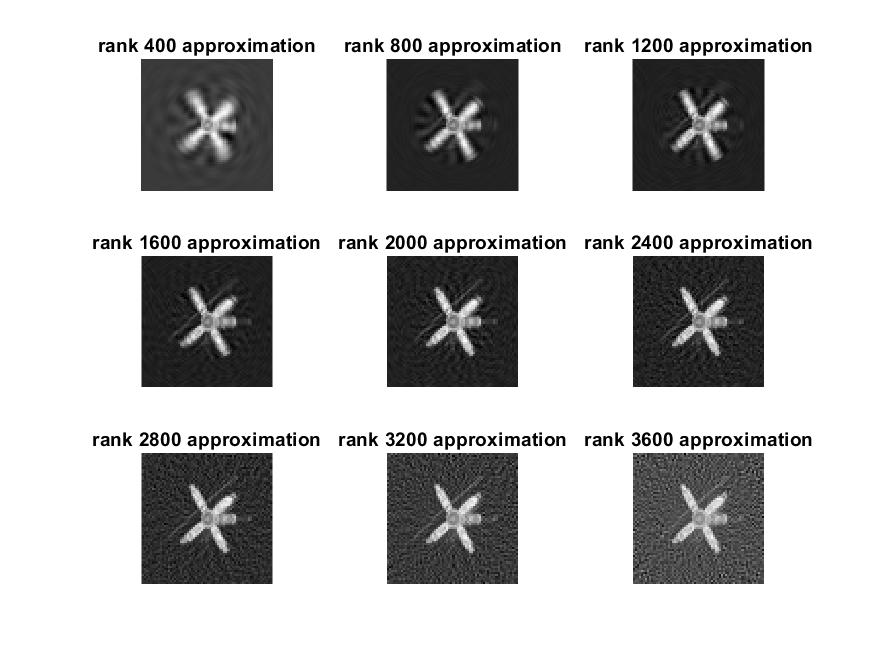 rank 400 approximation
rank 800 approximation
rank 1200 approximation
rank 1600 approximation
rank 2000 approximation
rank 2400 approximation
rank 2800 approximation
rank 3200 approximation
rank 3600 approximation